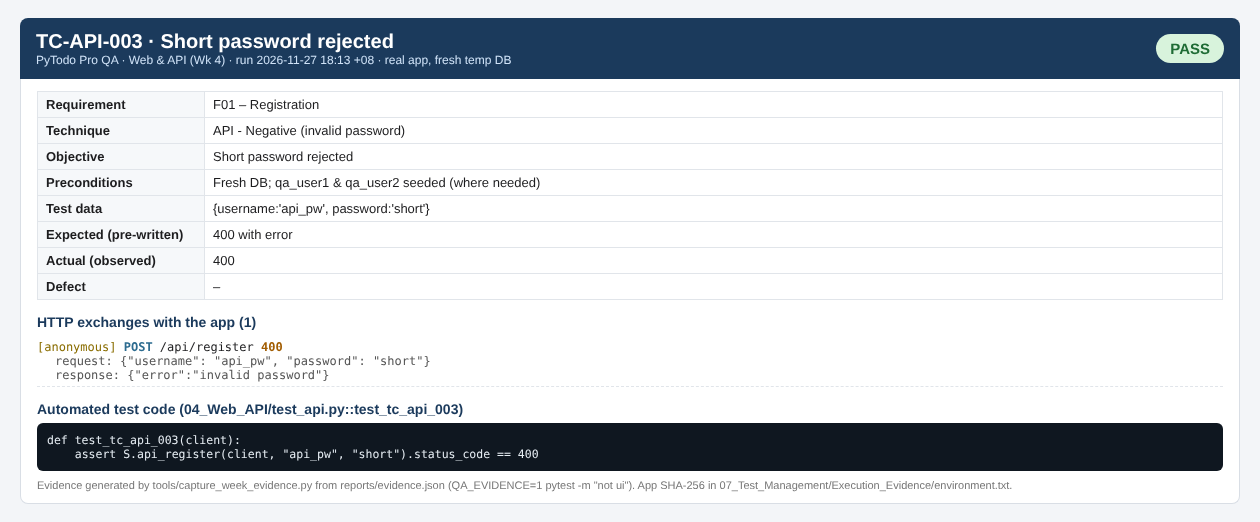 TC-API-003 · Short password rejected
PyTodo Pro QA · Web & API (Wk 4) · run 2026-11-27 18:13 +08 · real app, fresh temp DB
PASS
Requirement F01 – Registration
Technique API - Negative (invalid password)
Objective Short password rejected
Preconditions Fresh DB; qa_user1 & qa_user2 seeded (where needed)
Test data {username:'api_pw', password:'short'}
Expected (pre-written) 400 with error
Actual (observed) 400
Defect –
HTTP exchanges with the app (1)
[anonymous] POST /api/register 400
request: {"username": "api_pw", "password": "short"}
response: {"error":"invalid password"}
Automated test code (04_Web_API/test_api.py::test_tc_api_003)
def test_tc_api_003(client):
    assert S.api_register(client, "api_pw", "short").status_code == 400
Evidence generated by tools/capture_week_evidence.py from reports/evidence.json (QA_EVIDENCE=1 pytest -m "not ui"). App SHA-256 in 07_Test_Management/Execution_Evidence/environment.txt.